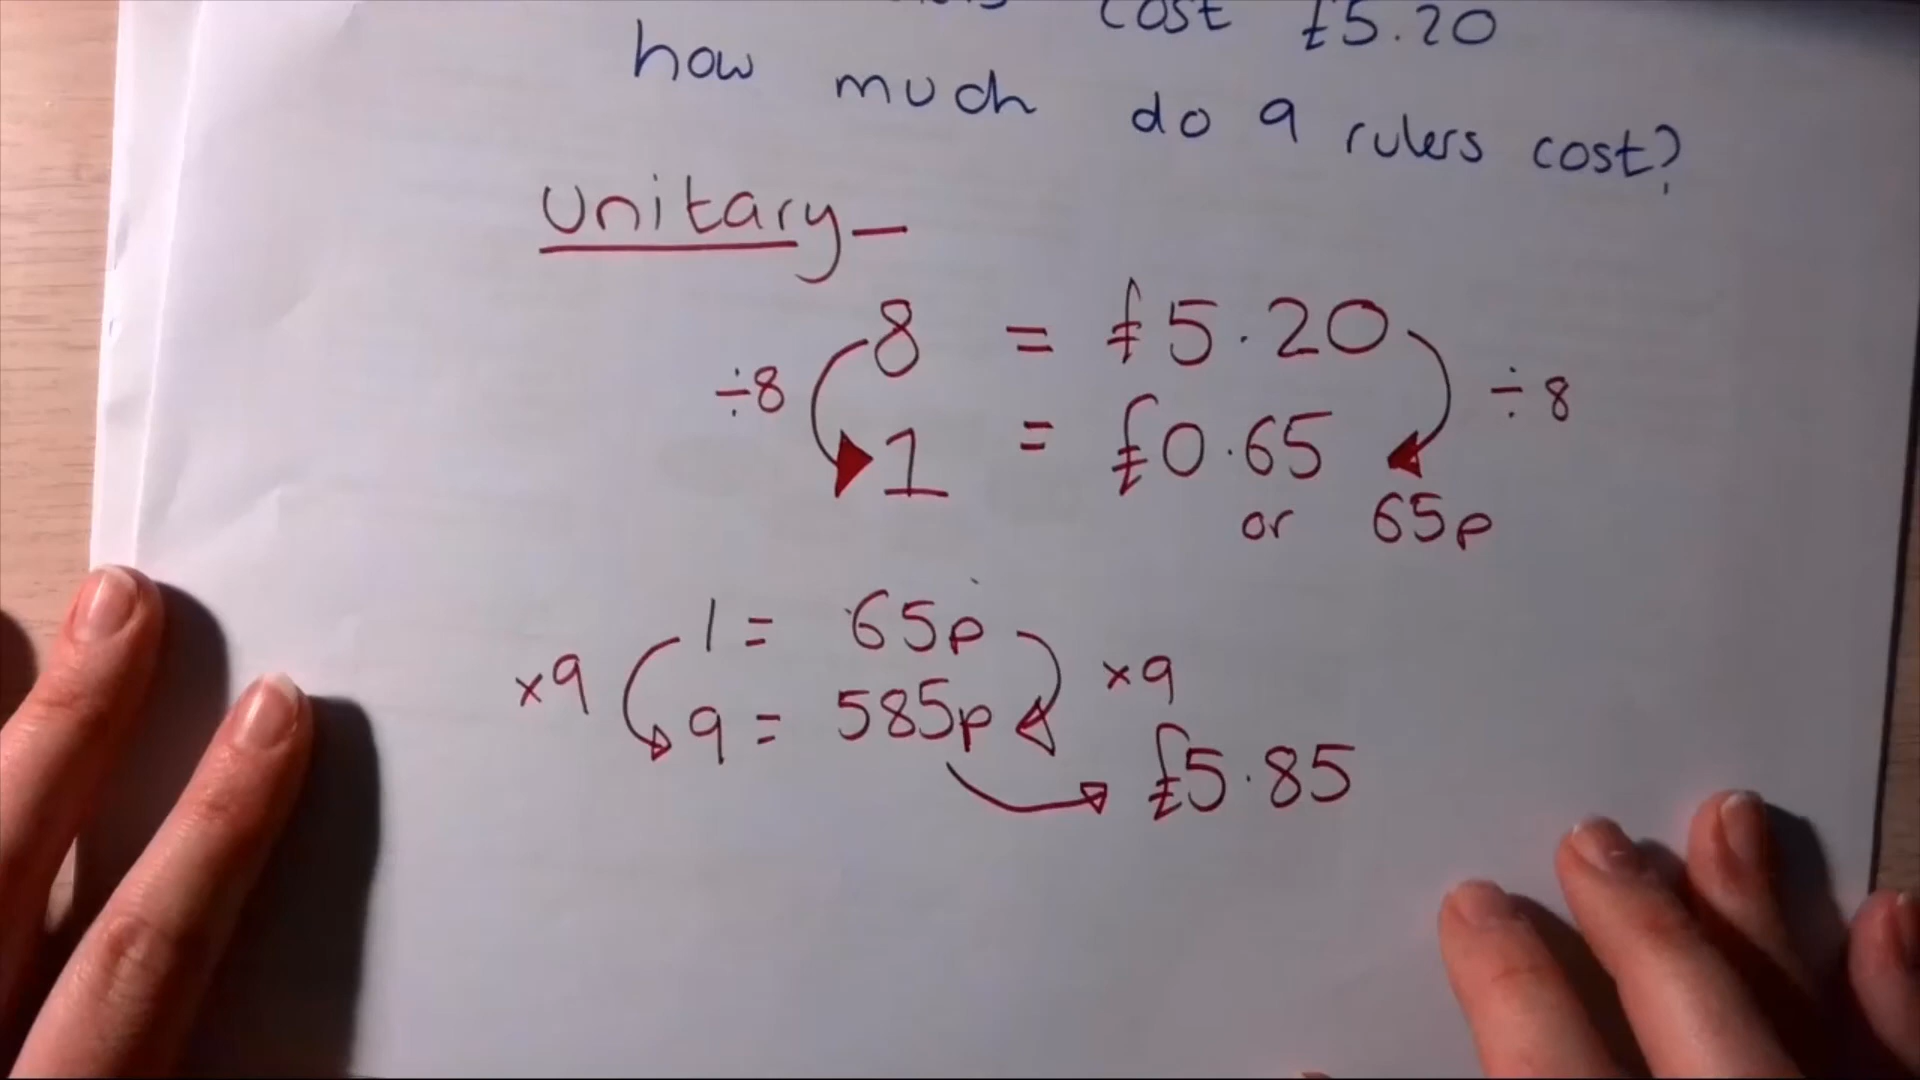 cost £5.20
how much do 9 rulers cost?
unitary-
8 = £5.20
÷8 ÷8
1 = £0.65
or 65p
1= 65p
×9 ×9
9= 585p
£5.85